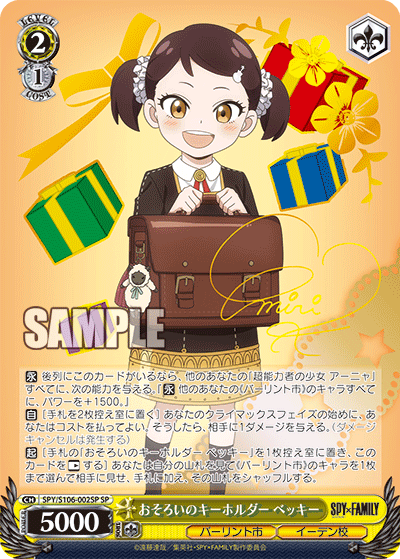 LEVEL
2
1
COST
SAMPLE
永 後列にこのカードがいるなら、他のあなたの「超能力者の少女 アーニャ」
すべてに、次の能力を与える。『永 他のあなたの《バーリント市》のキャラすべて
に、パワーを＋1500。』
自 ［手札を2枚控え室に置く］ あなたのクライマックスフェイズの始めに、あ
なたはコストを払ってよい。そうしたら、相手に1ダメージを与える。（ダメージ
キャンセルは発生する）
起 ［手札の「おそろいのキーホルダー ベッキー」を1枚控え室に置き、このカー
ドを する］ あなたは自分の山札を見て《バーリント市》のキャラを1枚
まで選んで相手に見せ、手札に加え、その山札をシャッフルする。
CH SPY/S106-002SP SP
5000
おそろいのキーホルダー ベッキー
SPY×FAMILY
バーリント市
イーデン校
©遠藤達哉／集英社・SPY×FAMILY製作委員会